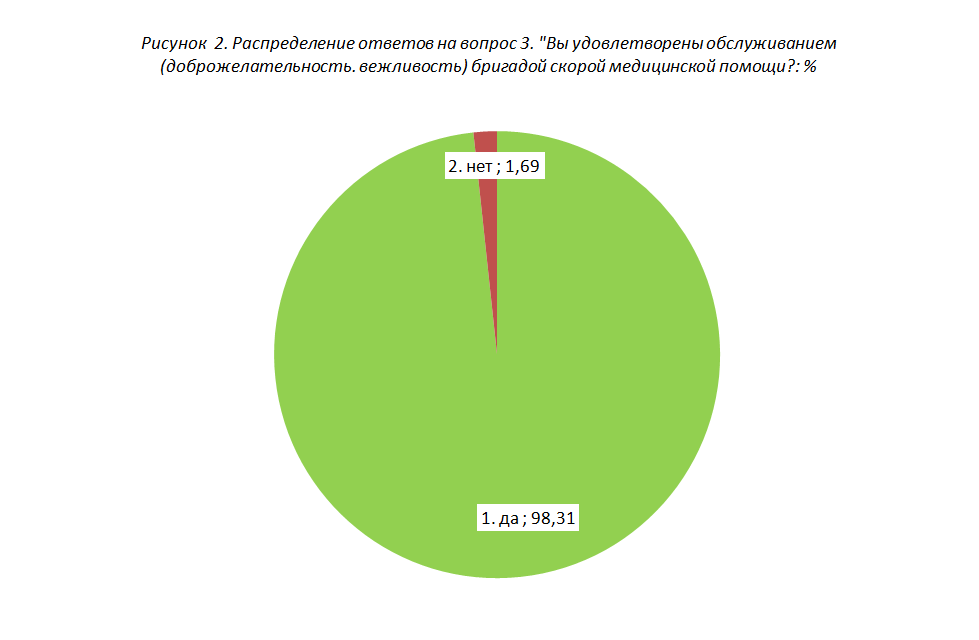 Рисунок 2. Распределение ответов на вопрос 3. "Вы удовлетворены обслуживанием
(доброжелательность. вежливость) бригадой скорой медицинской помощи?: %
2. нет ; 1,69
1. да ; 98,31